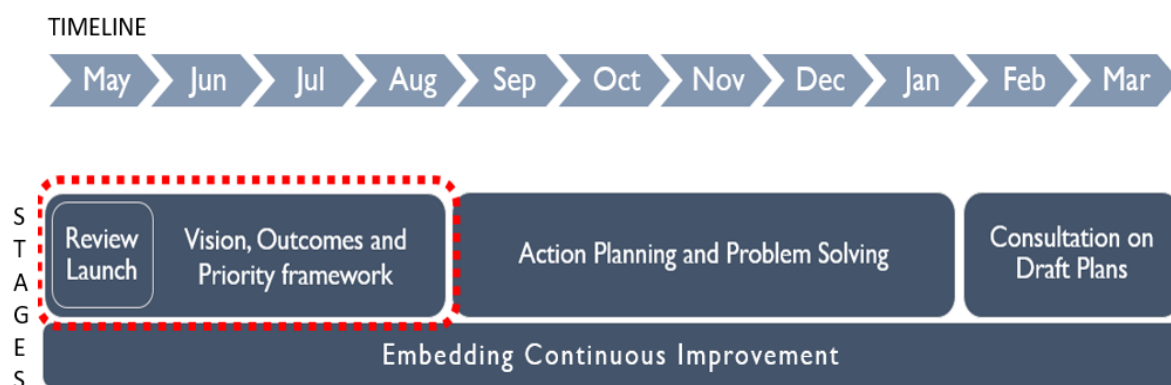 TIMELINE
May Jun Jul Aug Sep Oct Nov Dec Jan Feb Mar
STAGES
Review
Launch
Vision, Outcomes and
Priority framework
Action Planning and Problem Solving
Consultation on
Draft Plans
Embedding Continuous Improvement